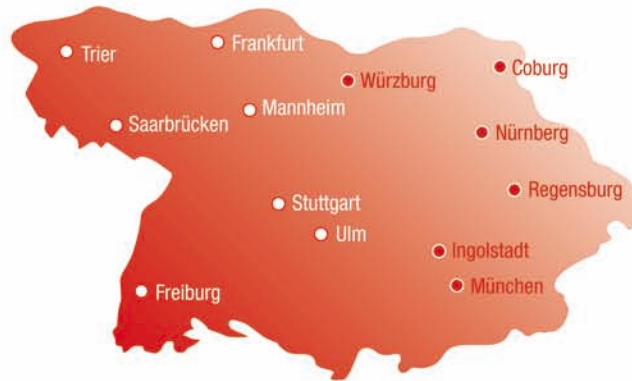 Frankfurt
Trier
Coburg
Würzburg
Mannheim
Saarbrücken
Nürnberg
Regensburg
Stuttgart
Ulm
Ingolstadt
München
Freiburg